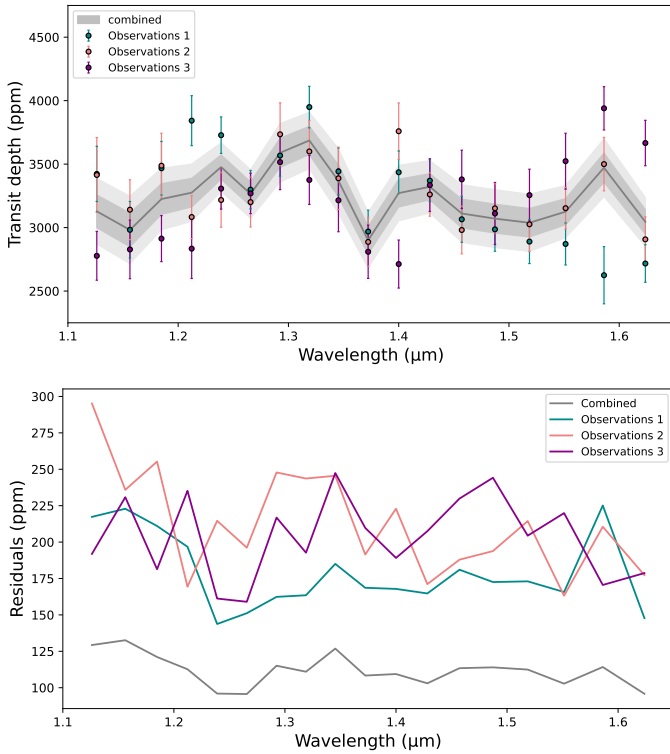 combined
Observations 1
Observations 2
Observations 3
4500
4000
3500
3000
2500
Transit depth (ppm)
1.1
1.2
1.3
1.4
1.5
1.6
Wavelength (μm)
Combined
Observations 1
Observations 2
Observations 3
300
275
250
225
200
175
150
125
100
Residuals (ppm)
1.1
1.2
1.3
1.4
1.5
1.6
Wavelength (μm)